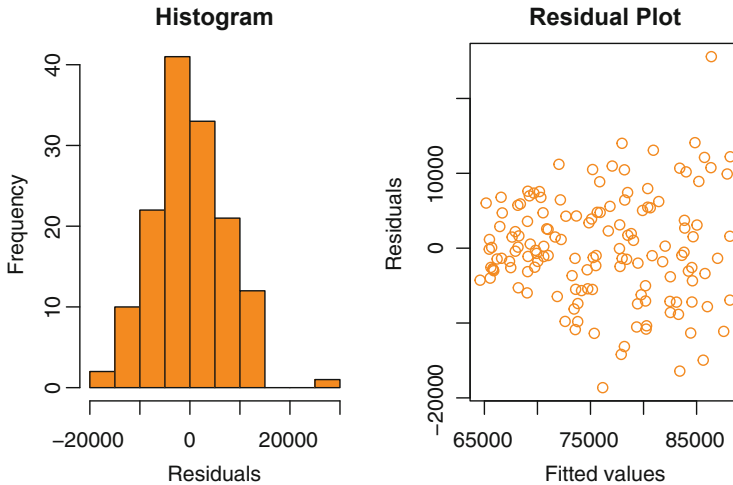 Histogram
Frequency
0
10
20
30
40
−20000
0
20000
Residuals
Residual Plot
Residuals
−20000
0
10000
65000
75000
85000
Fitted values